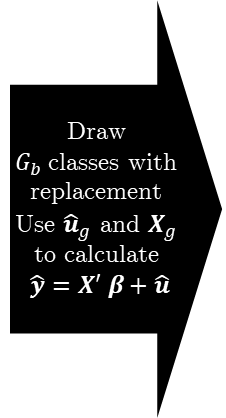 Draw
G_b classes with
replacement
Use û_g and X_g
to calculate
ŷ = X′ β + û